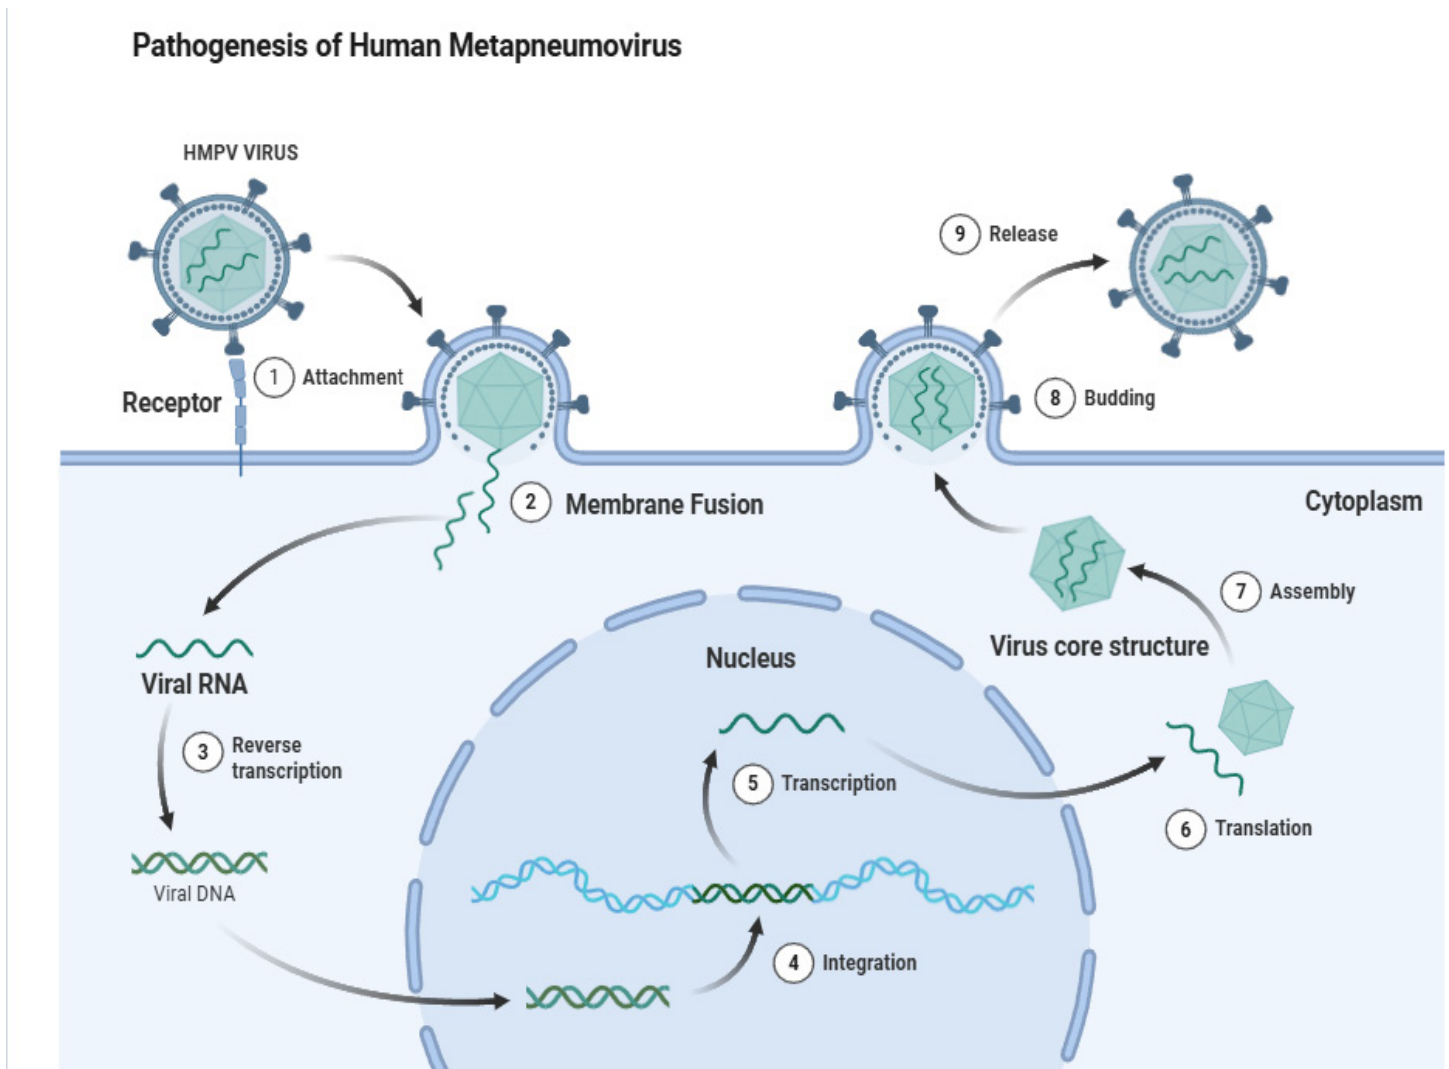 Pathogenesis of Human Metapneumovirus
HMPV VIRUS
1 Attachment
Receptor
2 Membrane Fusion
Viral RNA
3 Reverse
transcription
Viral DNA
Nucleus
4 Integration
5 Transcription
6 Translation
7 Assembly
Virus core structure
Cytoplasm
8 Budding
9 Release